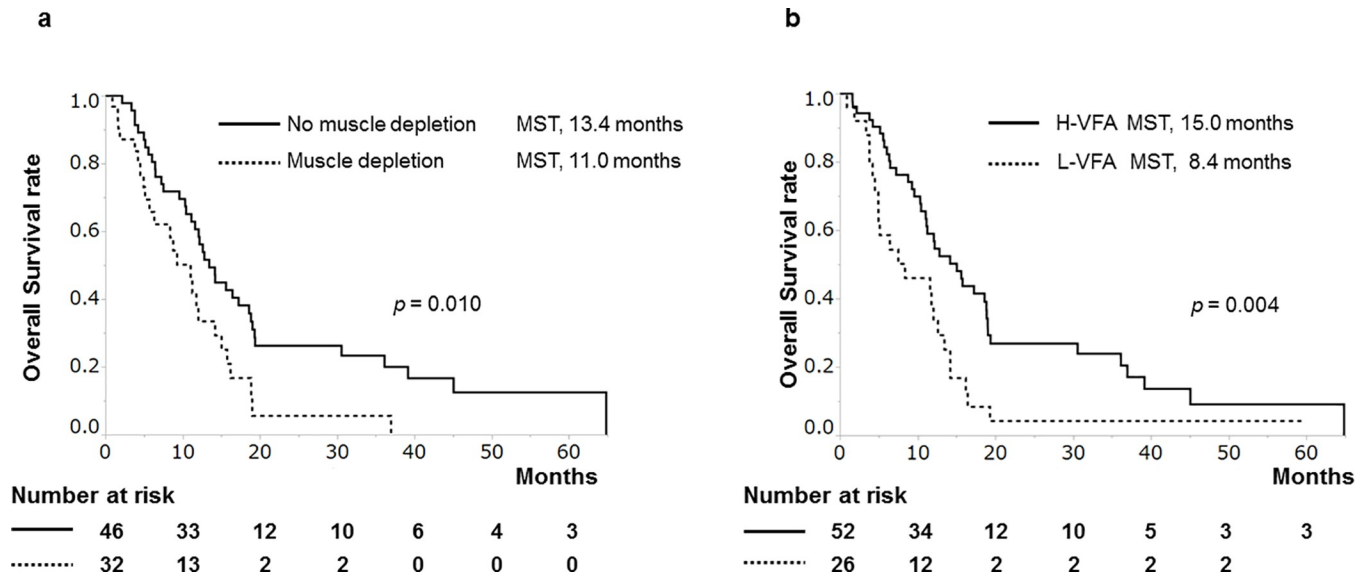 a
1.0
0.8
0.6
0.4
0.2
0.0
Overall Survival rate
No muscle depletion MST, 13.4 months
Muscle depletion MST, 11.0 months
p = 0.010
0 10 20 30 40 50 60
Months
Number at risk
46 33 12 10 6 4 3
32 13 2 2 0 0 0
b
1.0
0.8
0.6
0.4
0.2
0.0
Overall Survival rate
H-VFA MST, 15.0 months
L-VFA MST, 8.4 months
p = 0.004
0 10 20 30 40 50 60
Months
Number at risk
52 34 12 10 5 3 3
26 12 2 2 2 2